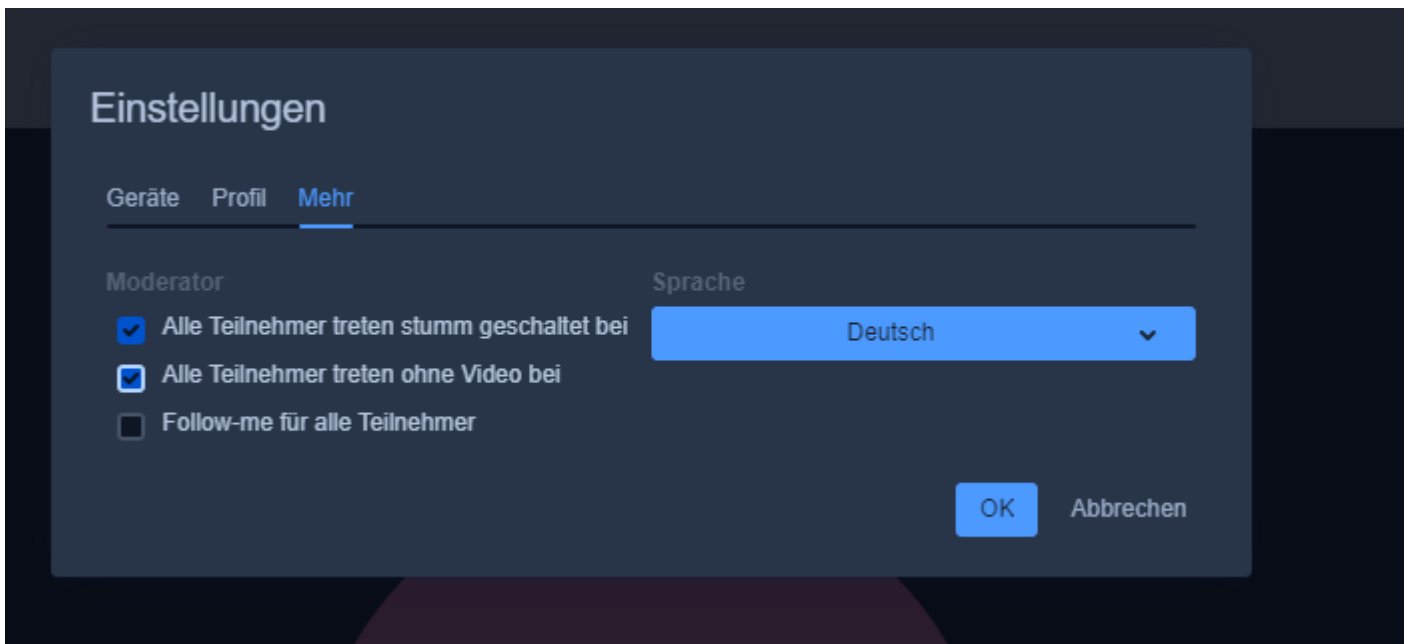 Einstellungen
Geräte Profil Mehr
Moderator
Alle Teilnehmer treten stumm geschaltet bei
Alle Teilnehmer treten ohne Video bei
Follow-me für alle Teilnehmer
Sprache
Deutsch
OK Abbrechen